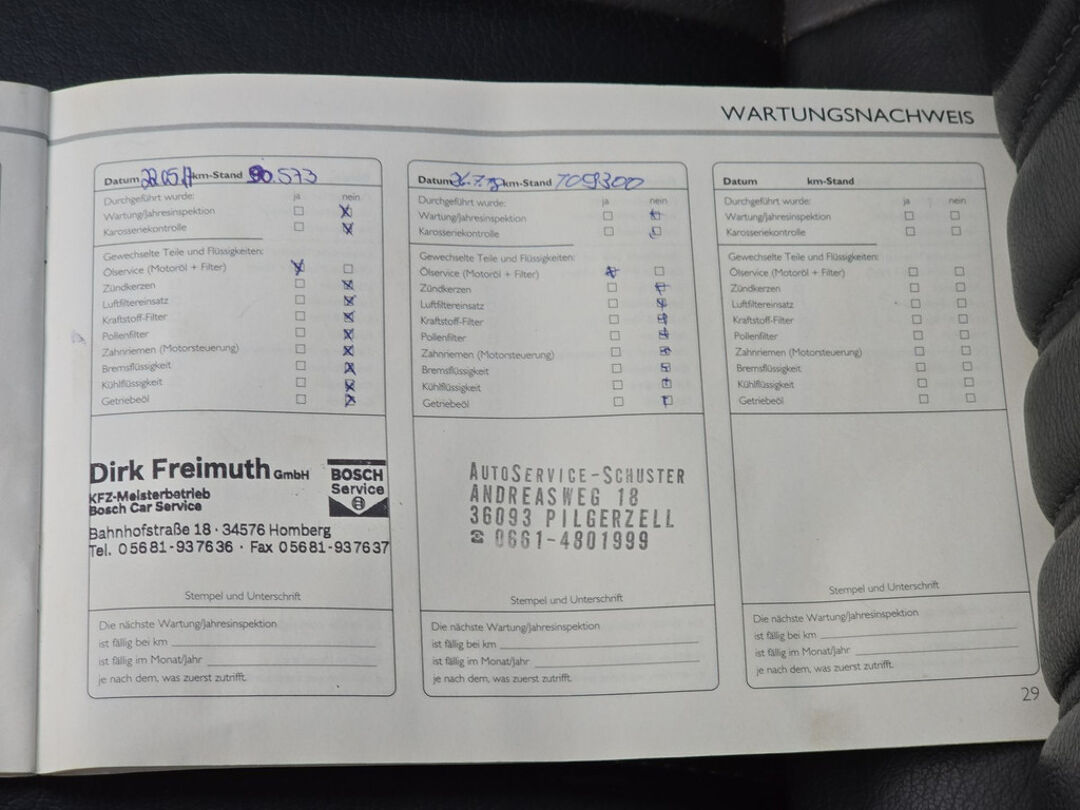 WARTUNGSNACHWEIS
Datum 22.05.17 km-Stand 90.573
Durchgeführt wurde: ja nein
Wartung/Jahresinspektion
Karosseriekontrolle
Gewechselte Teile und Flüssigkeiten:
Ölservice (Motoröl + Filter)
Zündkerzen
Luftfiltereinsatz
Kraftstoff-Filter
Pollenfilter
Zahnriemen (Motorsteuerung)
Bremsflüssigkeit
Kühlflüssigkeit
Getriebeöl
Dirk Freimuth GmbH
KFZ-Meisterbetrieb
Bosch Car Service
Bahnhofstraße 18 · 34576 Homberg
Tel. 05681-937636 · Fax 05681-937637
BOSCH
Service
Stempel und Unterschrift
Die nächste Wartung/Jahresinspektion
ist fällig bei km
ist fällig im Monat/Jahr
je nach dem, was zuerst zutrifft.
Datum 26.7. km-Stand 109300
Durchgeführt wurde: ja nein
Wartung/Jahresinspektion
Karosseriekontrolle
Gewechselte Teile und Flüssigkeiten:
Ölservice (Motoröl + Filter)
Zündkerzen
Luftfiltereinsatz
Kraftstoff-Filter
Pollenfilter
Zahnriemen (Motorsteuerung)
Bremsflüssigkeit
Kühlflüssigkeit
Getriebeöl
AUTOSERVICE-SCHUSTER
ANDREASWEG 18
36093 PILGERZELL
☎ 0661-4801999
Stempel und Unterschrift
Die nächste Wartung/Jahresinspektion
ist fällig bei km
ist fällig im Monat/Jahr
je nach dem, was zuerst zutrifft.
Datum km-Stand
Durchgeführt wurde: ja nein
Wartung/Jahresinspektion
Karosseriekontrolle
Gewechselte Teile und Flüssigkeiten:
Ölservice (Motoröl + Filter)
Zündkerzen
Luftfiltereinsatz
Kraftstoff-Filter
Pollenfilter
Zahnriemen (Motorsteuerung)
Bremsflüssigkeit
Kühlflüssigkeit
Getriebeöl
Stempel und Unterschrift
Die nächste Wartung/Jahresinspektion
ist fällig bei km
ist fällig im Monat/Jahr
je nach dem, was zuerst zutrifft.
29